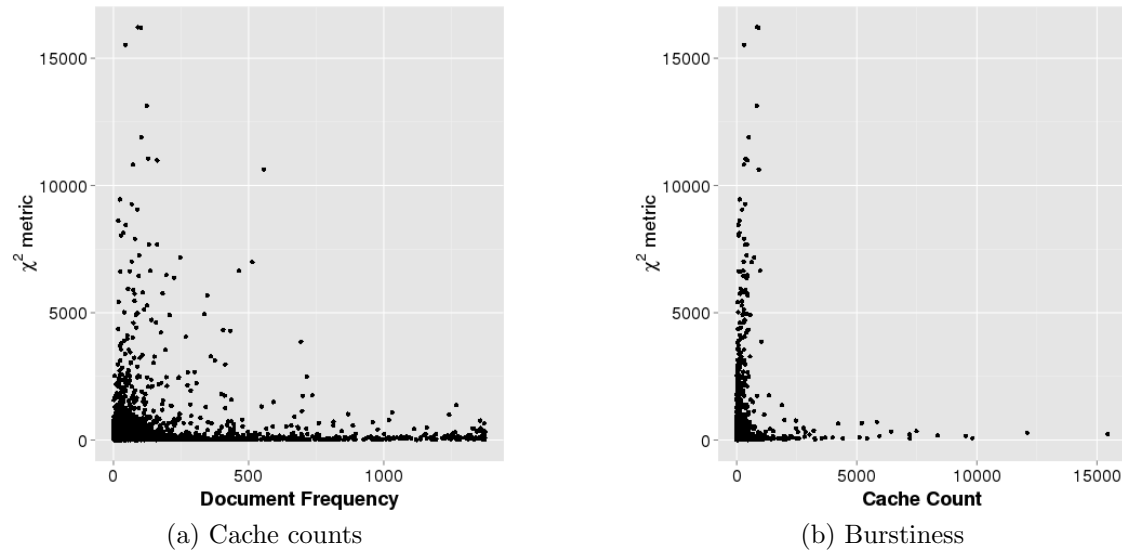 15000
10000
5000
0
χ² metric
0
500
1000
Document Frequency
(a) Cache counts
15000
10000
5000
0
χ² metric
0
5000
10000
15000
Cache Count
(b) Burstiness